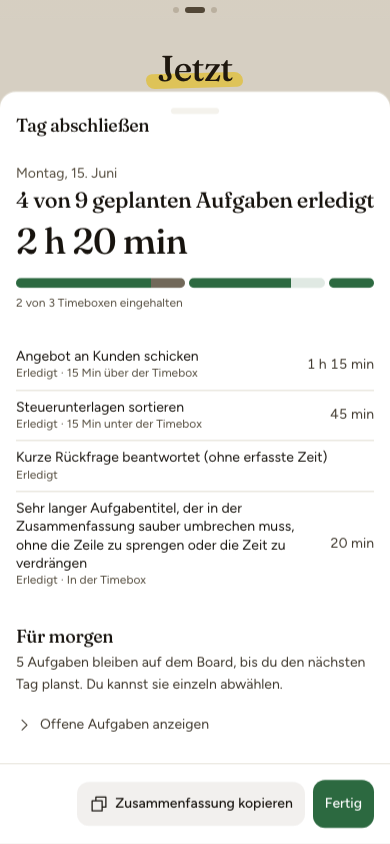 Jetzt
Tag abschließen
Montag, 15. Juni
4 von 9 geplanten Aufgaben erledigt
2 h 20 min
2 von 3 Timeboxen eingehalten
Angebot an Kunden schicken
Erledigt · 15 Min über der Timebox
1 h 15 min
Steuerunterlagen sortieren
Erledigt · 15 Min unter der Timebox
45 min
Kurze Rückfrage beantwortet (ohne erfasste Zeit)
Erledigt
Sehr langer Aufgabentitel, der in der
Zusammenfassung sauber umbrechen muss,
ohne die Zeile zu sprengen oder die Zeit zu
verdrängen
Erledigt · In der Timebox
20 min
Für morgen
5 Aufgaben bleiben auf dem Board, bis du den nächsten
Tag planst. Du kannst sie einzeln abwählen.
Offene Aufgaben anzeigen
Zusammenfassung kopieren
Fertig